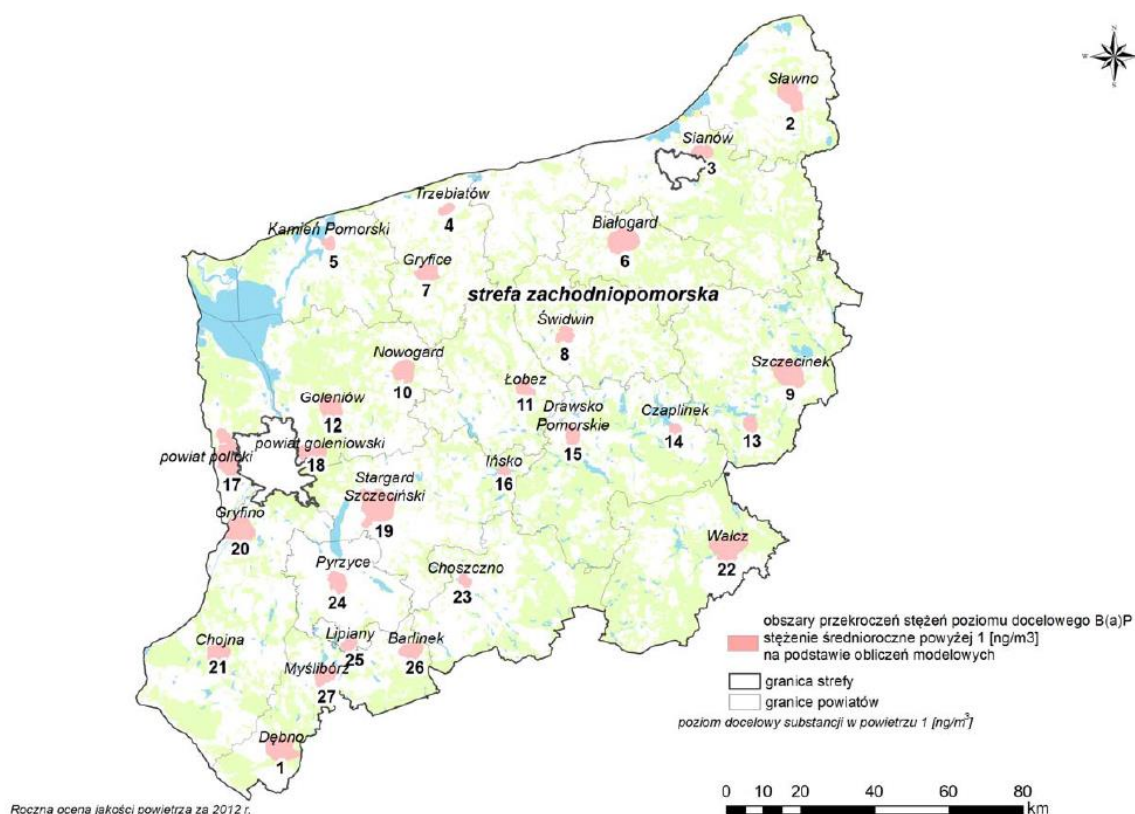 N
W E
S
Sławno
2
Sianów
3
Trzebiatów
4
Kamień Pomorski
5
Białogard
6
Gryfice
7
strefa zachodniopomorska
Świdwin
8
Nowogard
10
Szczecinek
9
Łobez
11
Goleniów
12
Drawsko
Pomorskie
15
Czaplinek
14
13
powiat policki
17
powiat goleniowski
18
Ińsko
16
Stargard
Szczeciński
19
Gryfino
20
Wałcz
22
Pyrzyce
24
Choszczno
23
Chojna
21
Lipiany
25
Barlinek
26
Myślibórz
27
Dębno
1
obszary przekroczeń stężeń poziomu docelowego B(a)P
stężenie średnioroczne powyżej 1 [ng/m3]
na podstawie obliczeń modelowych
granica strefy
granice powiatów
poziom docelowy substancji w powietrzu 1 [ng/m³]
0 10 20 40 60 80
km
Roczna ocena jakości powietrza za 2012 r.